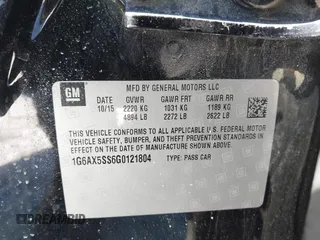 GM
MFD BY GENERAL MOTORS LLC
DATE GVWR GAWR FRT GAWR RR
10/15 2220 KG 1031 KG 1189 KG
4894 LB 2272 LB 2622 LB
THIS VEHICLE CONFORMS TO ALL APPLICABLE U.S. FEDERAL MOTOR
VEHICLE SAFETY, BUMPER, AND THEFT PREVENTION STANDARDS
IN EFFECT ON THE DATE OF MANUFACTURE SHOWN ABOVE.
1G6AX5SS6G0121804 TYPE: PASS CAR